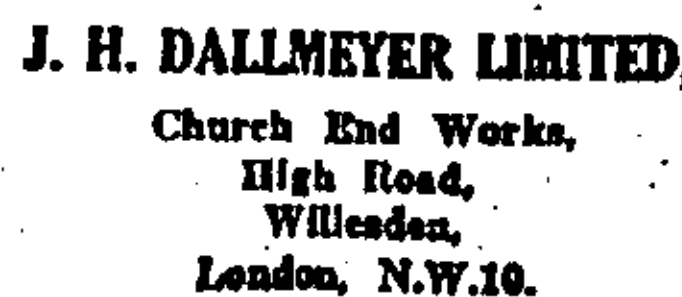 J. H. DALLMEYER LIMITED,
Church End Works,
High Road,
Willesden,
London, N.W.10.